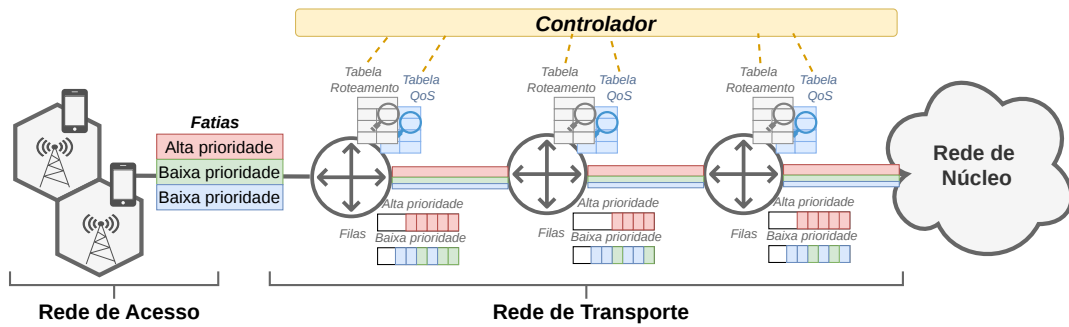 Controlador
Tabela
Roteamento
Tabela
QoS
Tabela
Roteamento
Tabela
QoS
Tabela
Roteamento
Tabela
QoS
Fatias
Alta prioridade
Baixa prioridade
Baixa prioridade
Rede de
Núcleo
Filas
Alta prioridade
Baixa prioridade
Filas
Alta prioridade
Baixa prioridade
Filas
Alta prioridade
Baixa prioridade
Rede de Acesso
Rede de Transporte